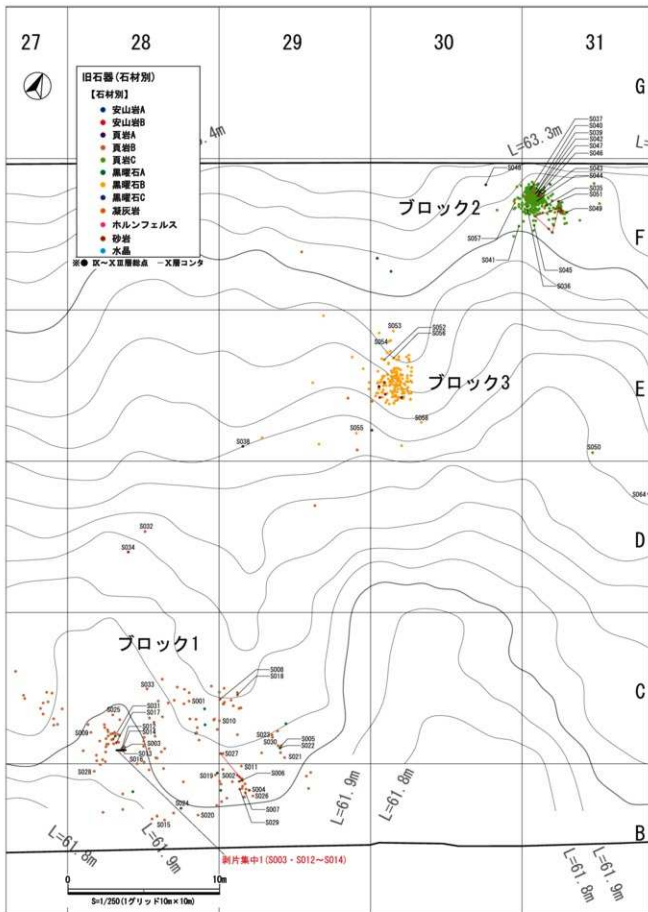 27 28 29 30 31
旧石器(石材別)
【石材別】
安山岩A
安山岩B
頁岩A
頁岩B
頁岩C
黒曜石A
黒曜石B
黒曜石C
凝灰岩
ホルンフェルス
砂岩
水晶
※● Ⅸ~ⅩⅢ層総点 -Ⅹ層コンタ
.4m
L=63.3m
L=
G
S037
S040
S039
S042
S047
S046
S048
S043
S044
S035
S051
S049
ブロック2
F
S057
S041
S045
S036
S053
S052
S056
S054
ブロック3
E
S058
S055
S038
S050
S064
S032
S034
D
ブロック1
S008
S018
S033
S001
C
S025
S031
S017
S010
S009
S014
S003
S013
S016
S023
S030
S005
S022
S021
S027
S011
S028
S019
S002
S006
S004
S026
S024
S007
S020
S029
S015
L=61.9m
L=61.8m
B
L=61.8m
L=61.9m
剥片集中1(S003・S012~S014)
L=61.9m
L=61.8m
0 10m
S=1/250(1グリッド10m×10m)